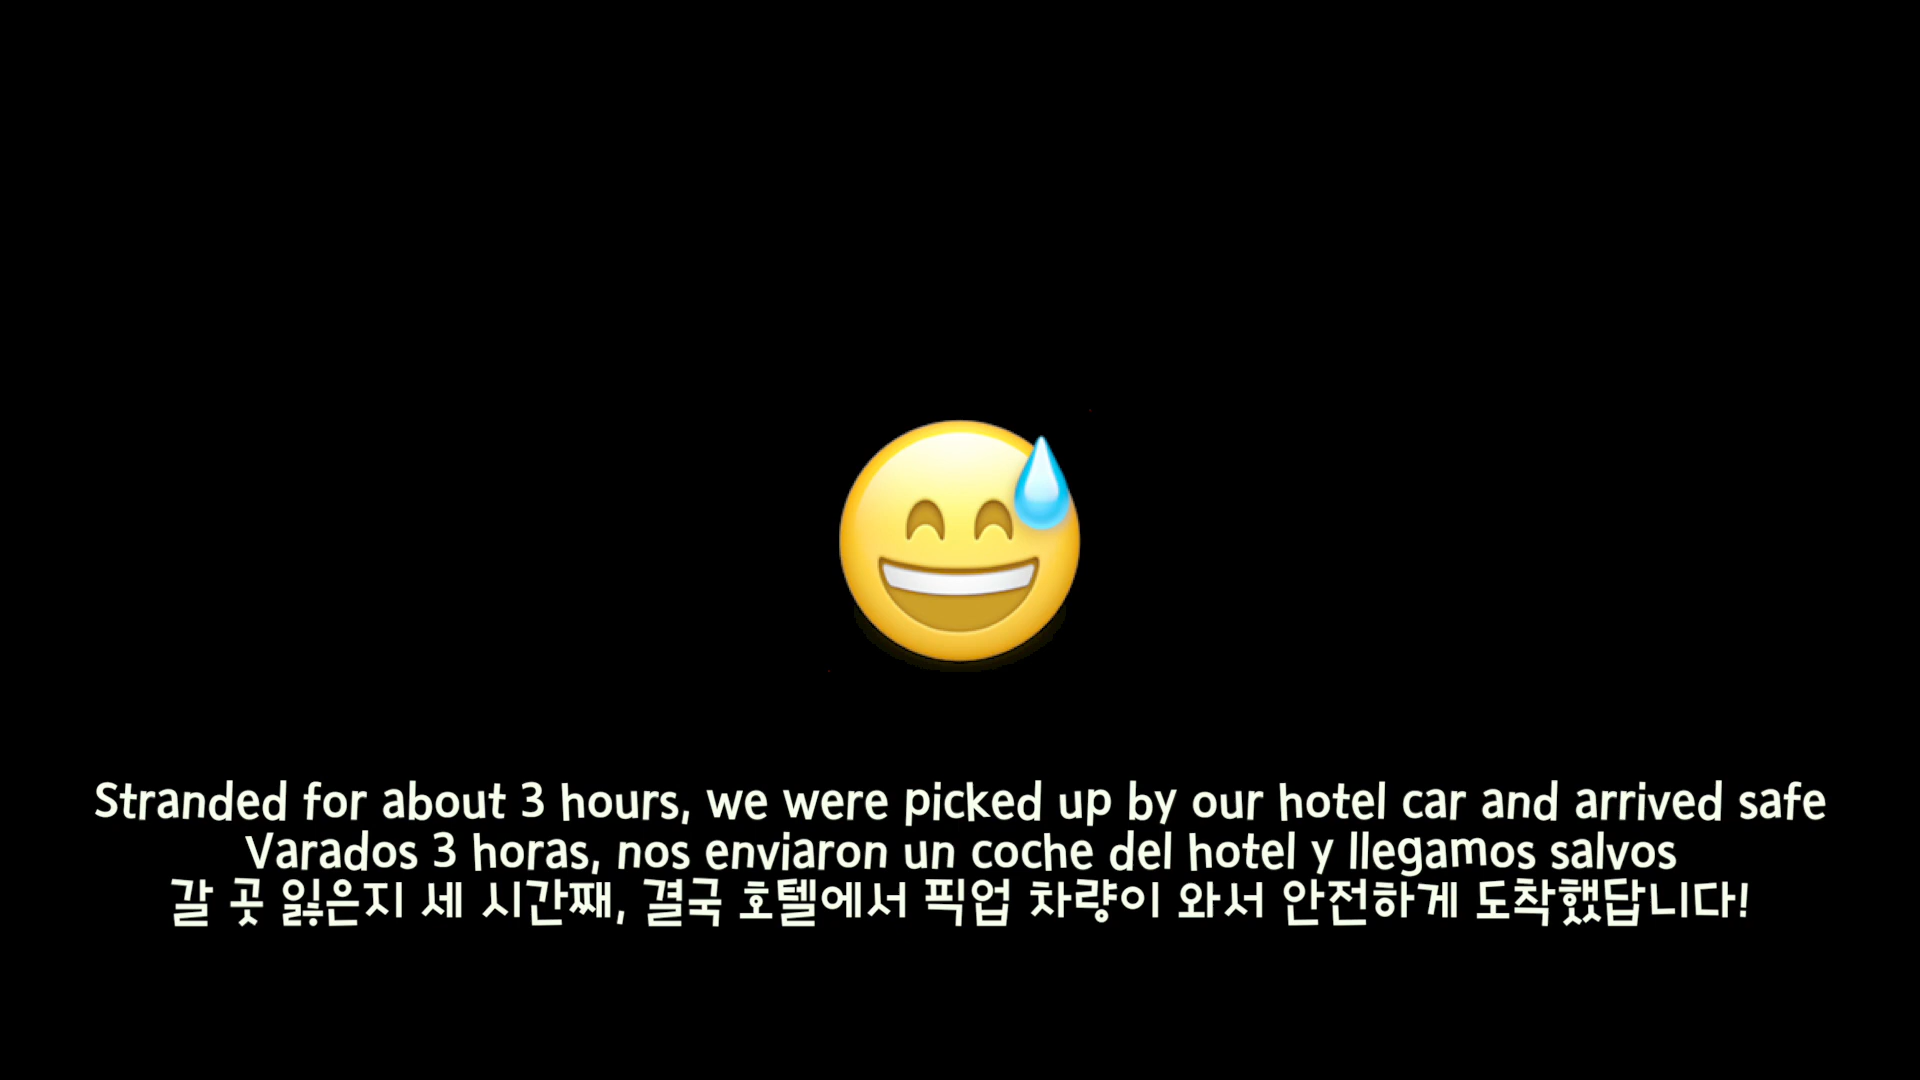 Stranded for about 3 hours, we were picked up by our hotel car and arrived safe
Varados 3 horas, nos enviaron un coche del hotel y llegamos salvos
갈 곳 잃은지 세 시간째, 결국 호텔에서 픽업 차량이 와서 안전하게 도착했답니다!